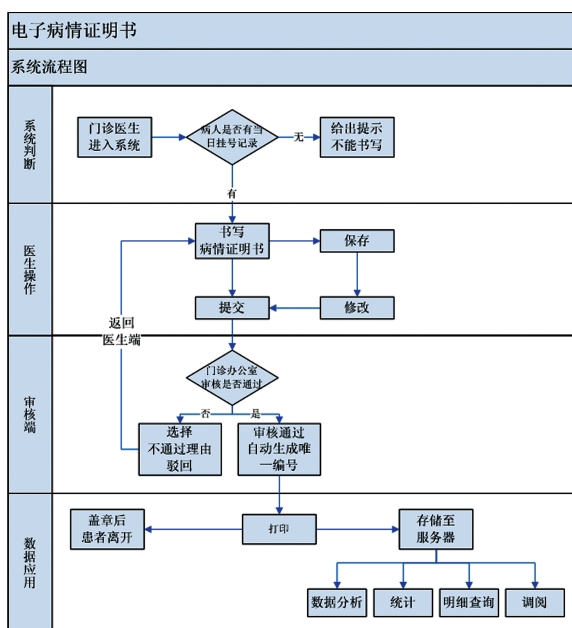 电子病情证明书
系统流程图
系统判断
门诊医生
进入系统
病人是否有当
日挂号记录
无
给出提示
不能书写
有
医生操作
书写
病情证明书
保存
提交
修改
返回
医生端
审核端
门诊办公室
审核是否通过
否
是
选择
不通过理由
驳回
审核通过
自动生成唯
一编号
数据应用
盖章后
患者离开
打印
存储至
服务器
数据分析
统计
明细查询
调阅